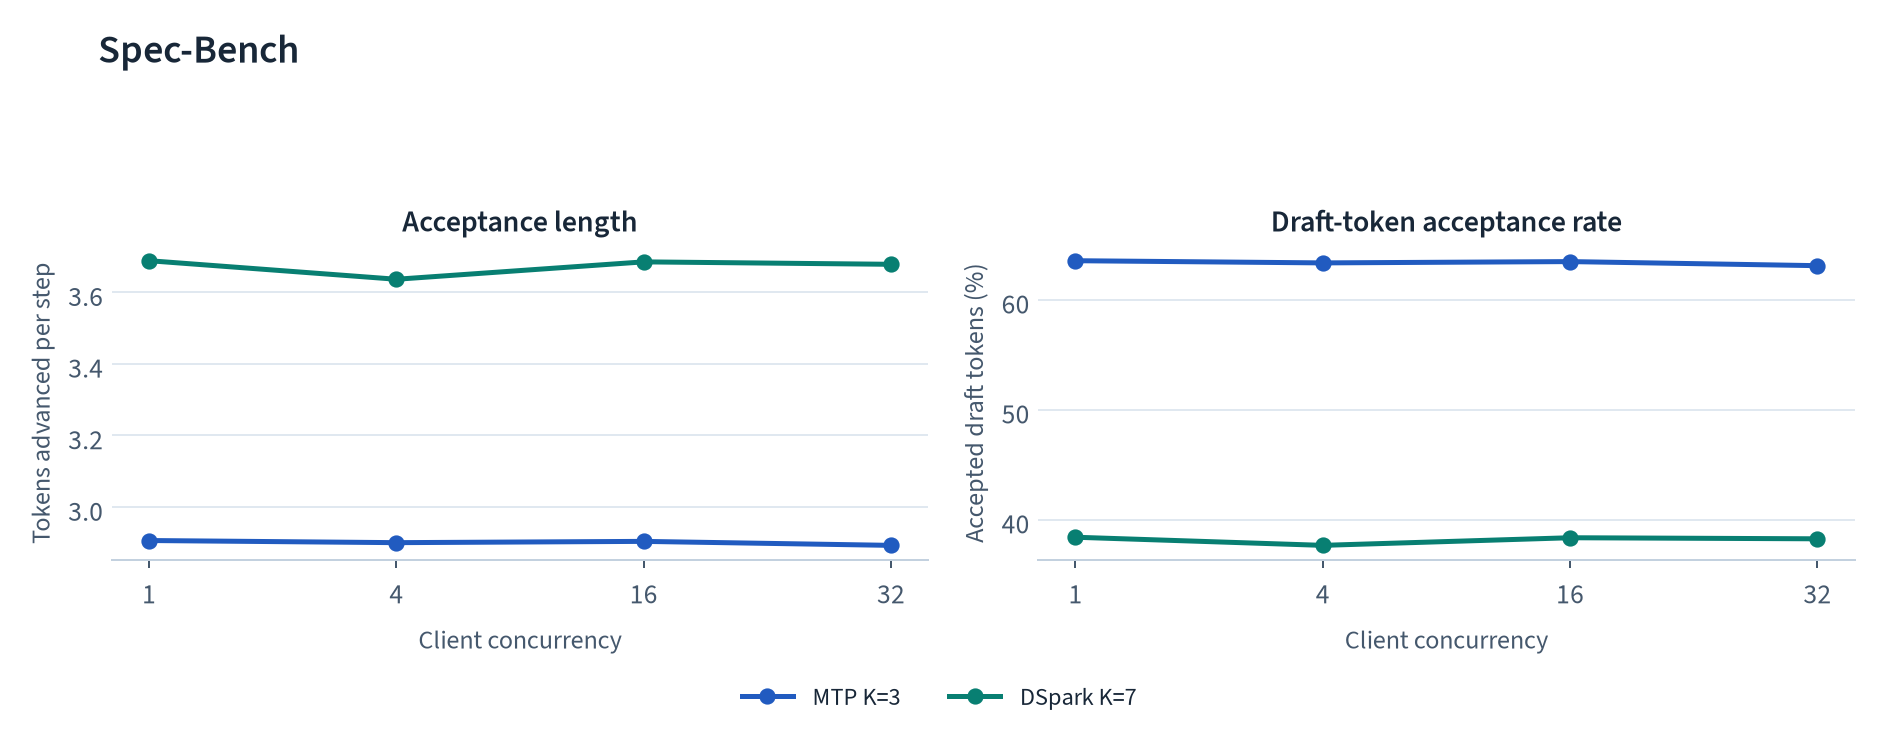 Spec-Bench
Acceptance length
Tokens advanced per step
3.6
3.4
3.2
3.0
1 4 16 32
Client concurrency
Draft-token acceptance rate
Accepted draft tokens (%)
60
50
40
1 4 16 32
Client concurrency
MTP K=3 DSpark K=7